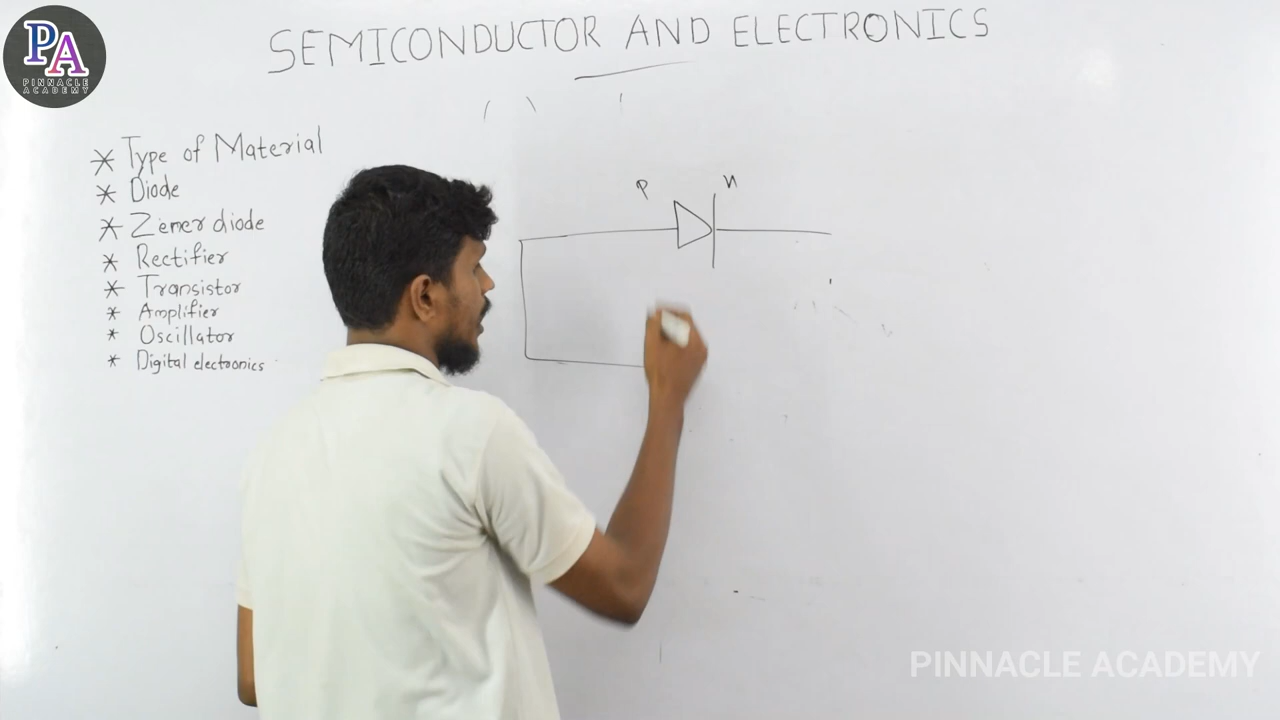 PA
PINNACLE
ACADEMY
SEMICONDUCTOR AND ELECTRONICS
* Type of Material
* Diode
* Zener diode
* Rectifier
* Transistor
* Amplifier
* Oscillator
* Digital electronics
P N
PINNACLE ACADEMY